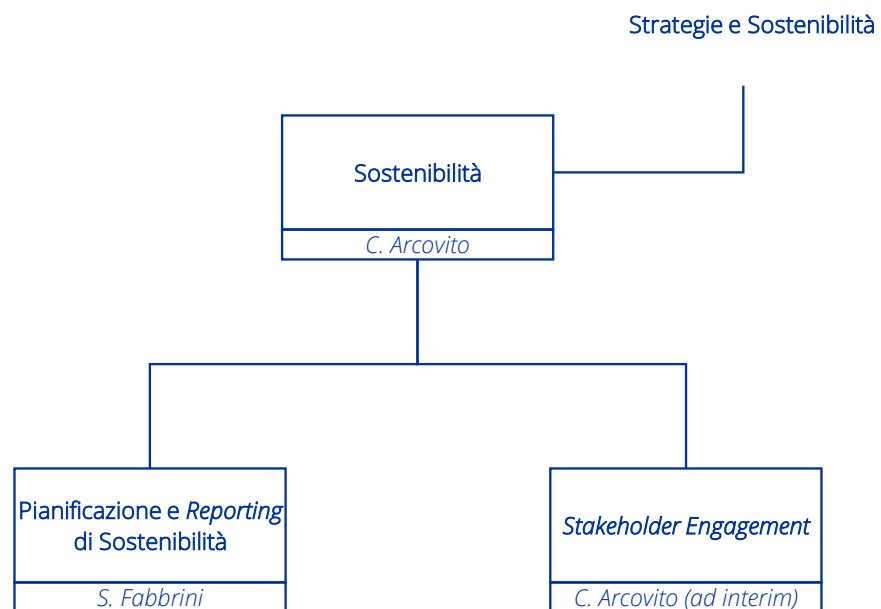 Strategie e Sostenibilità
Sostenibilità
C. Arcovito
Pianificazione e Reporting
di Sostenibilità
S. Fabbrini
Stakeholder Engagement
C. Arcovito (ad interim)